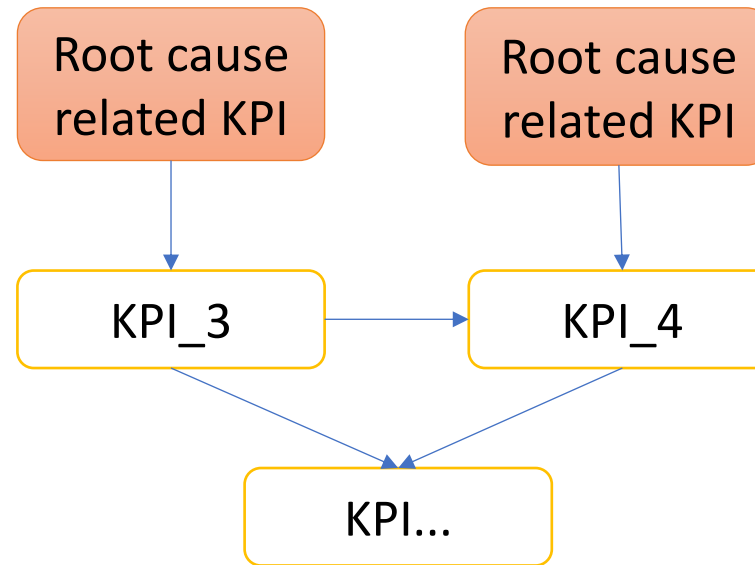 Root cause
related KPI
Root cause
related KPI
KPI_3
KPI_4
KPI...